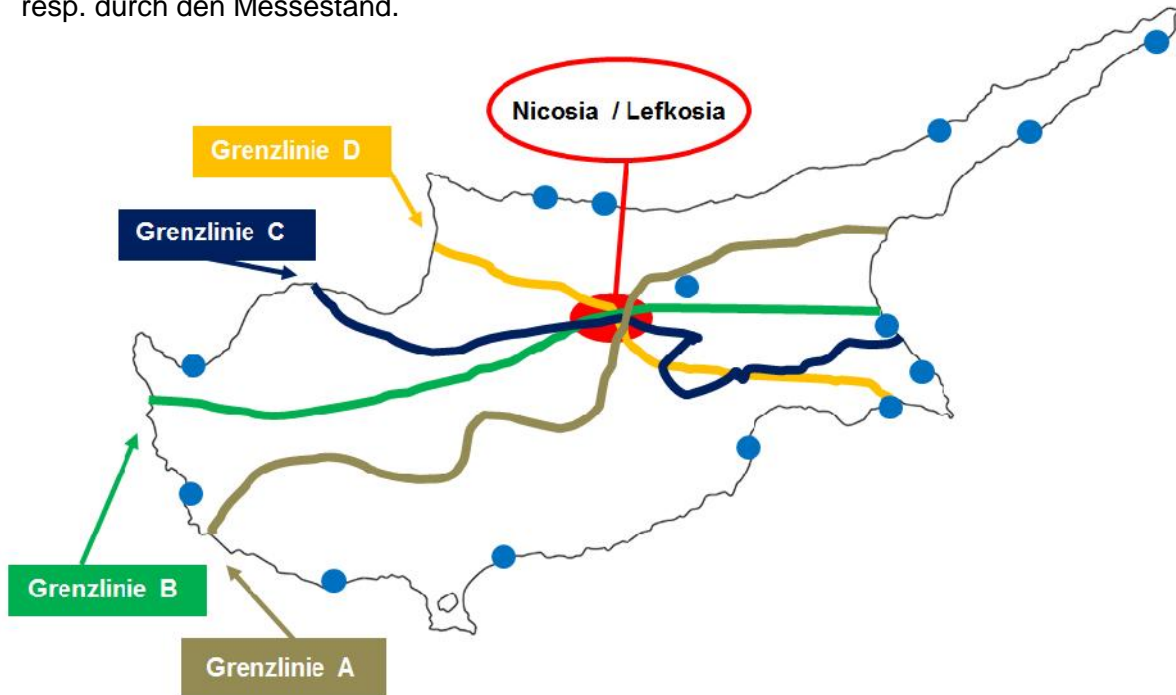 resp. durch den Messestand.
Nicosia / Lefkosia
Grenzlinie D
Grenzlinie C
Grenzlinie B
Grenzlinie A